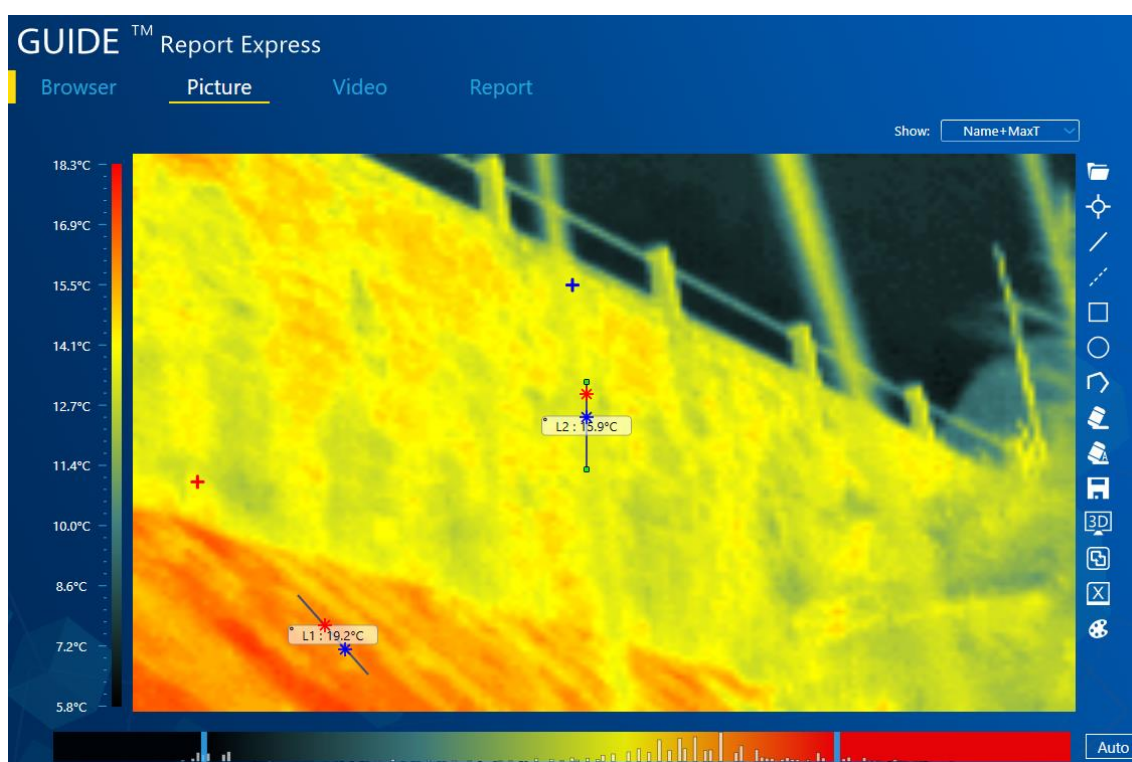 GUIDE ™ Report Express
Browser Picture Video Report
Show: Name+MaxT
18.3°C
16.9°C
15.5°C
14.1°C
12.7°C
11.4°C
10.0°C
8.6°C
7.2°C
5.8°C
L2 : 15.9°C
L1 : 19.2°C
3D
Auto